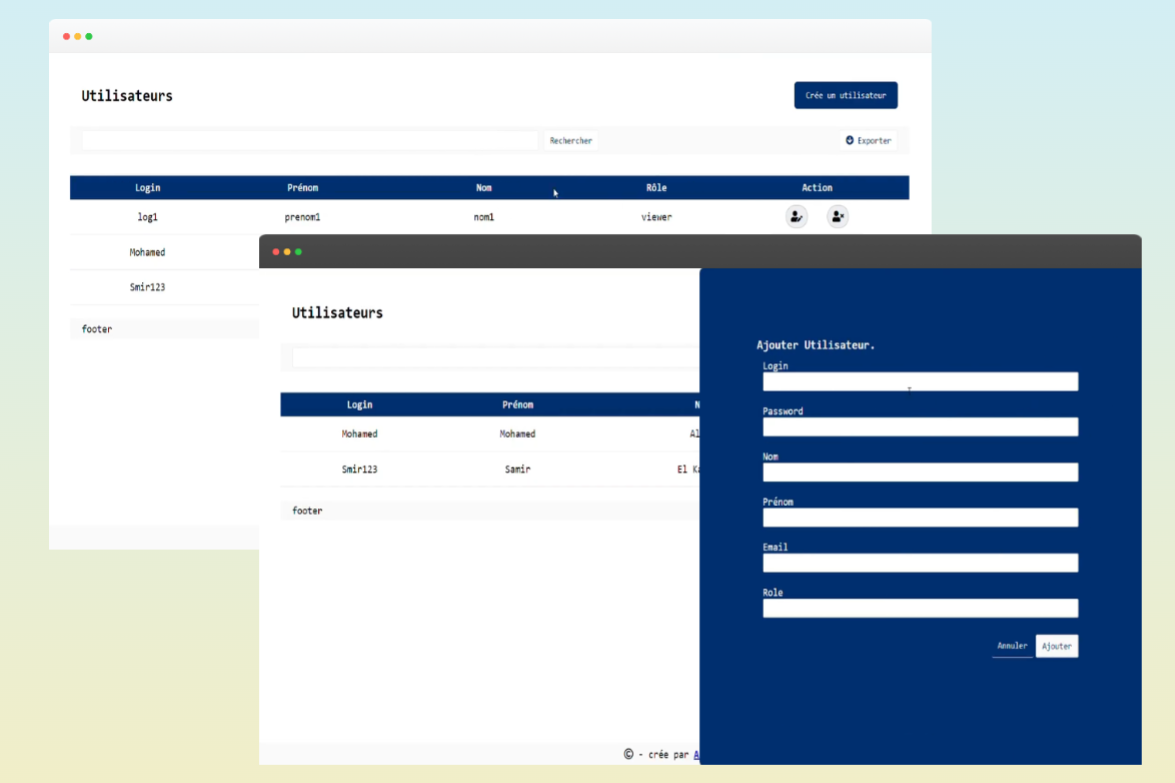 Utilisateurs
Crée un utilisateur
Rechercher
Exporter
Login Prénom Nom Rôle Action
log1 prenom1 nom1 viewer
Mohamed
Smir123
footer
Utilisateurs
Login Prénom
Mohamed Mohamed
Smir123 Samir El
footer
© - crée par
Ajouter Utilisateur.
Login
Password
Nom
Prénom
Email
Role
Annuler Ajouter